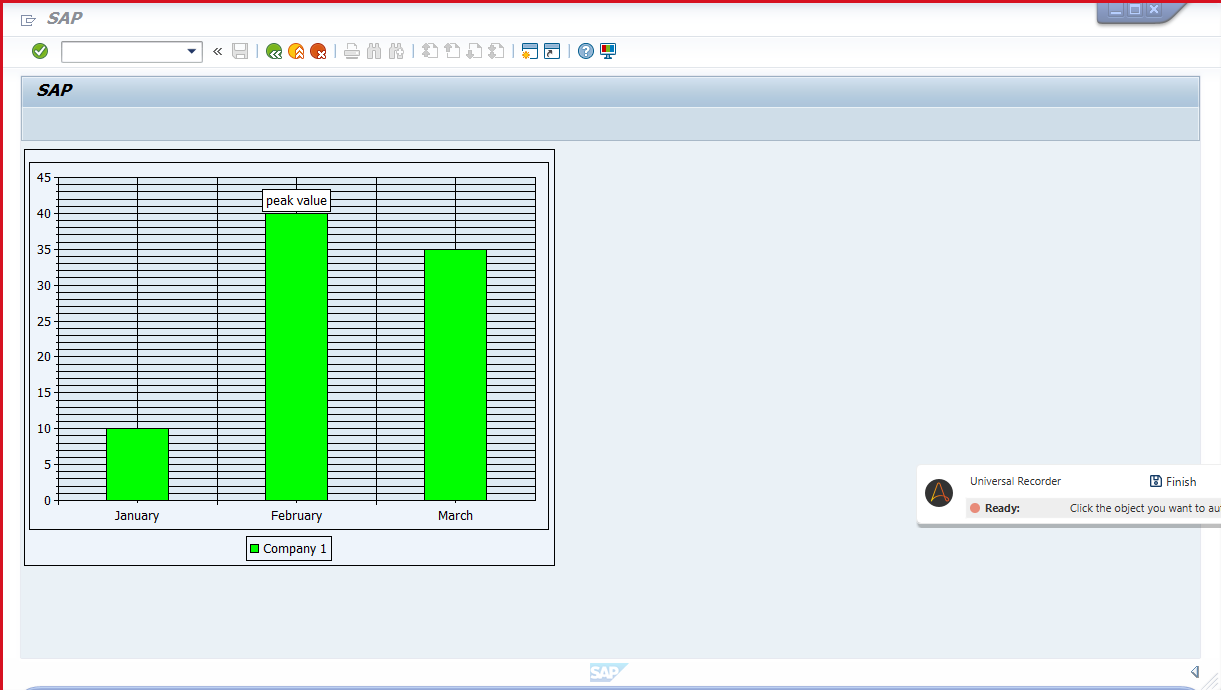 SAP
SAP
45
40
35
30
25
20
15
10
5
0
peak value
January February March
Company 1
Universal Recorder Finish
Ready: Click the object you want to au
SAP